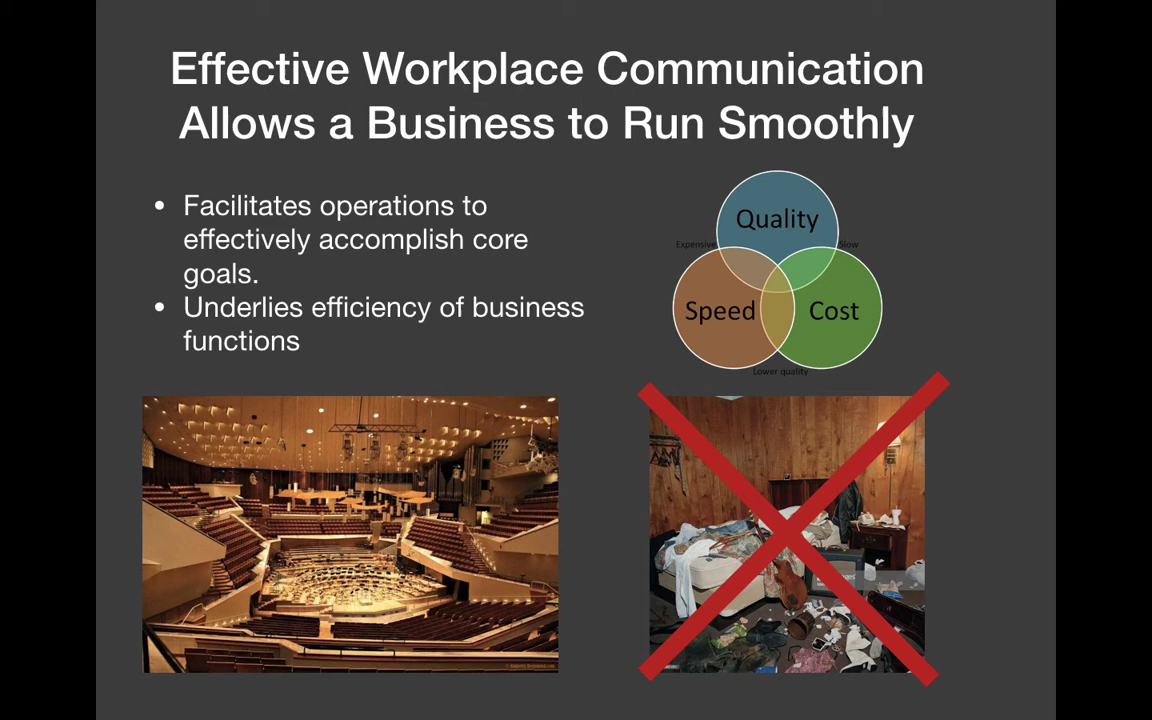 Effective Workplace Communication
Allows a Business to Run Smoothly
• Facilitates operations to
effectively accomplish core
goals.
• Underlies efficiency of business
functions
Quality
Expensive
Slow
Speed
Cost
Lower quality